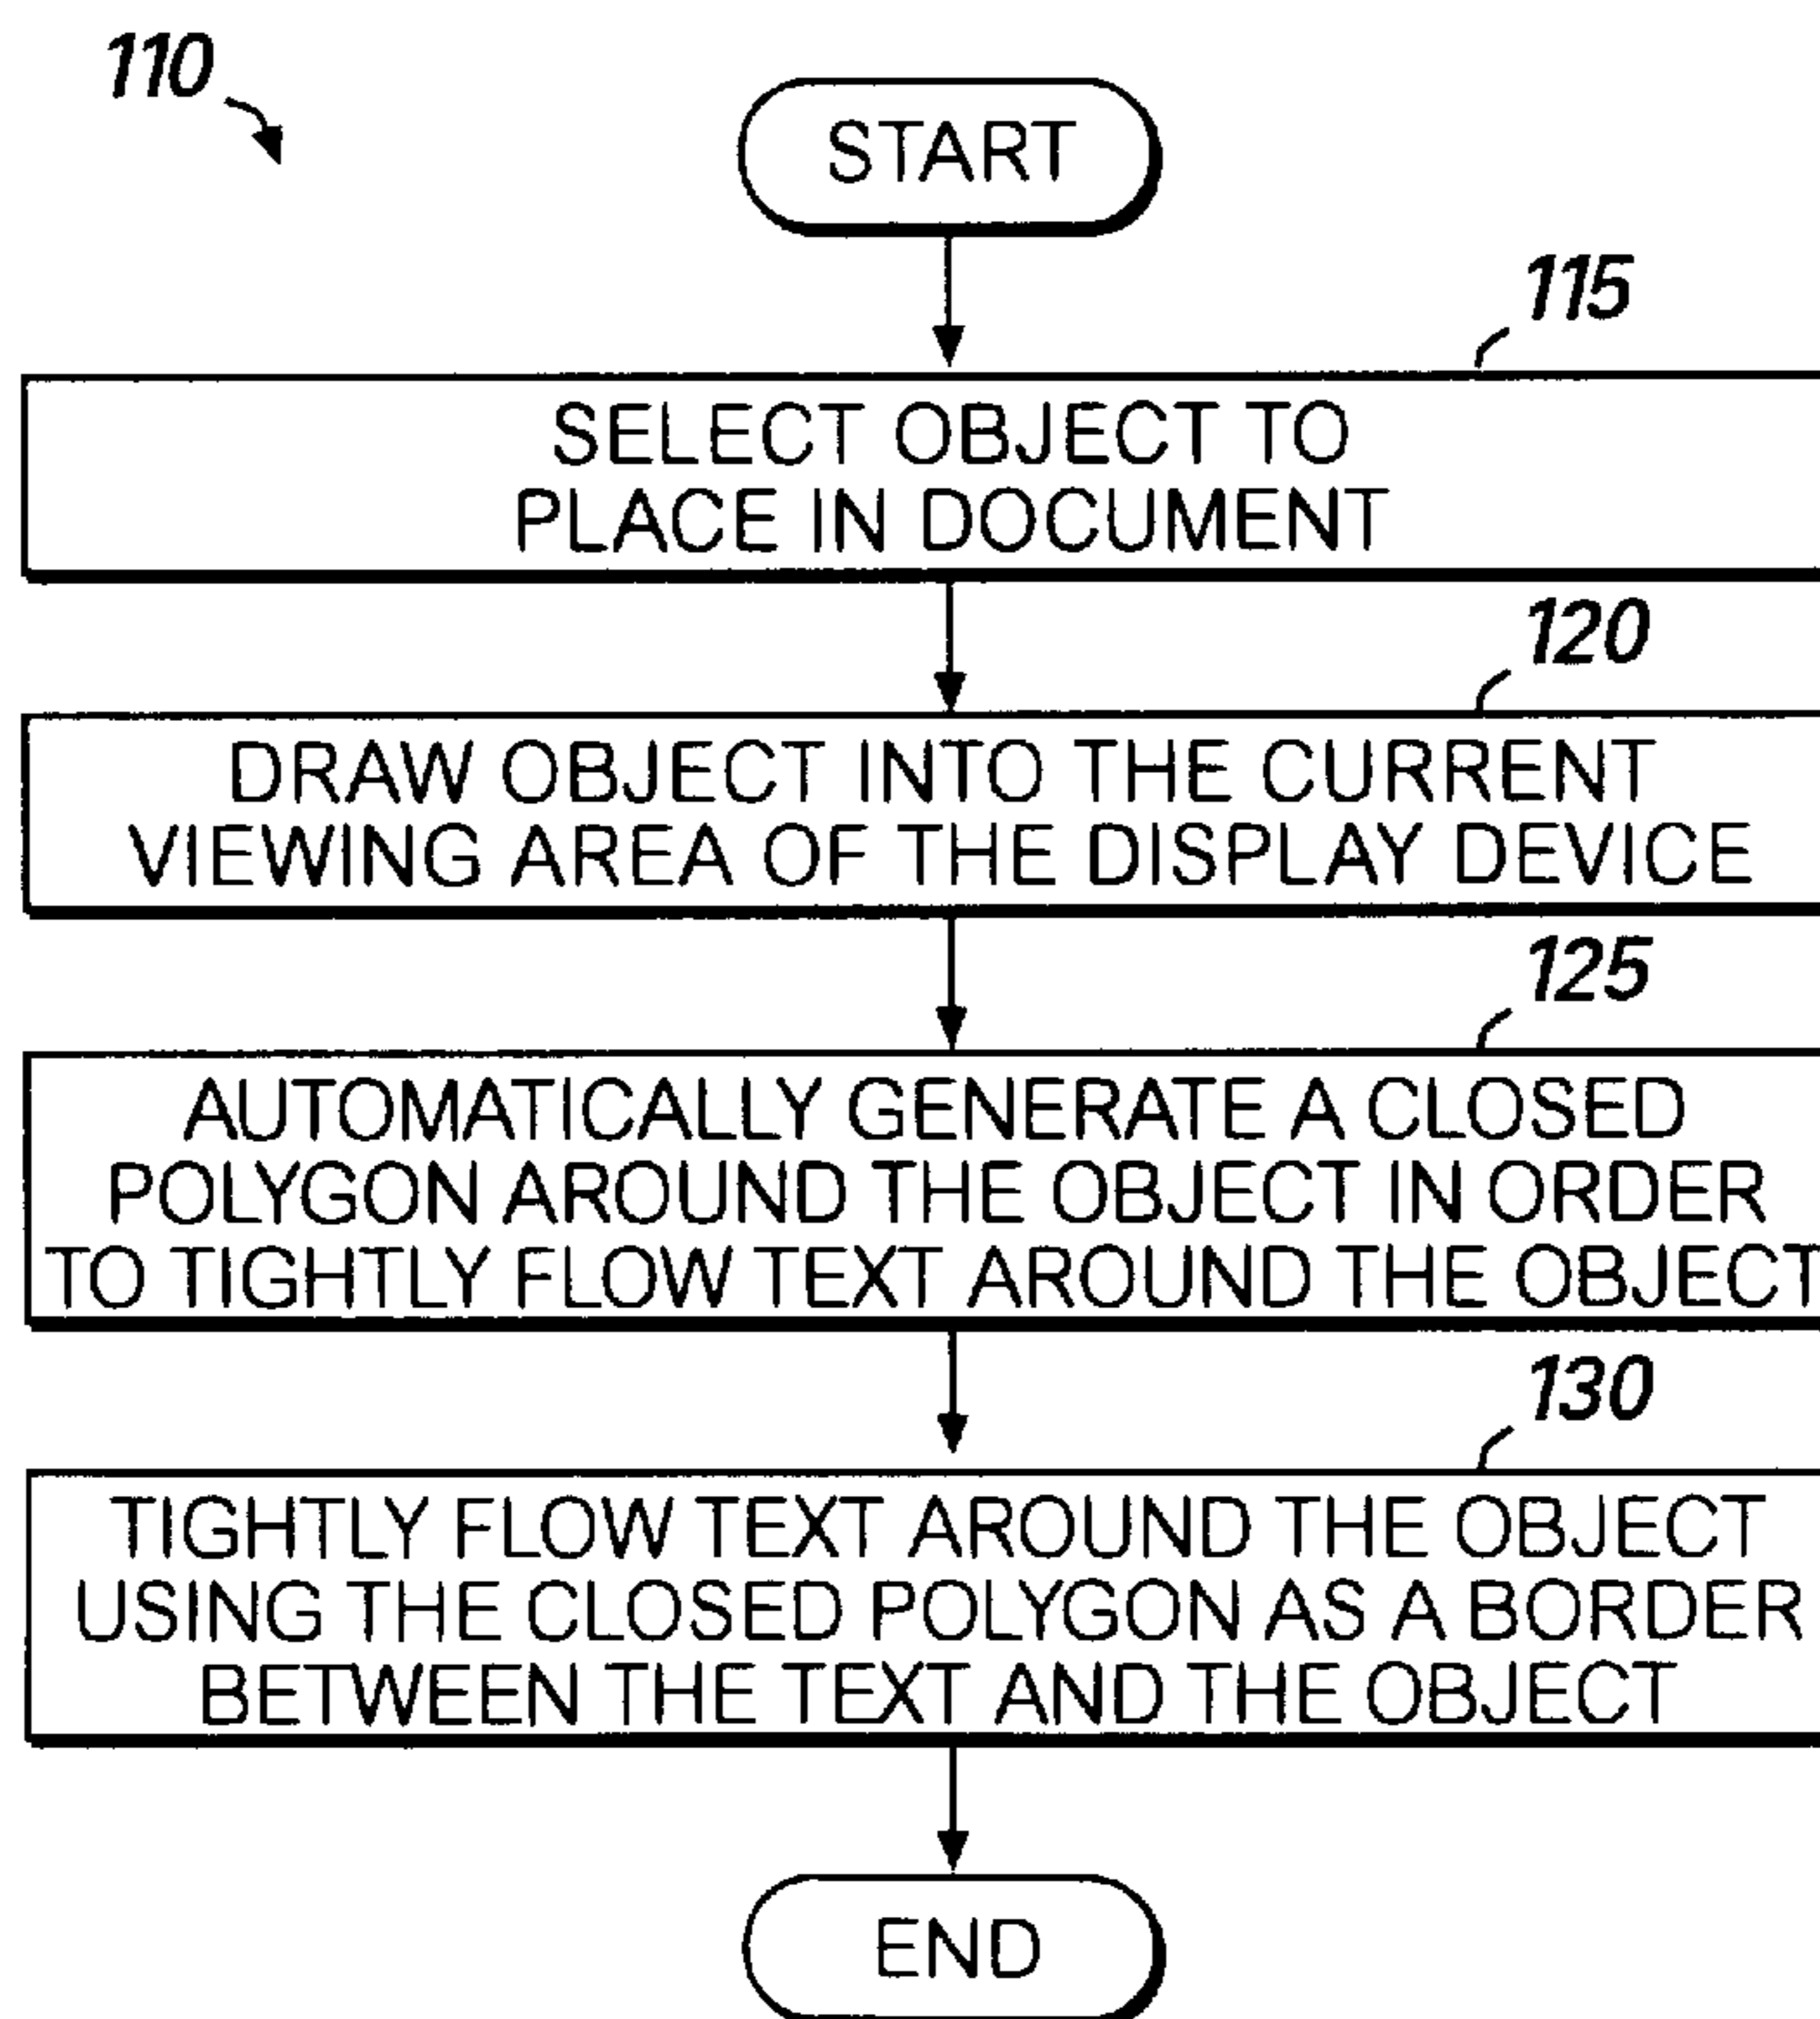 110
START
115
SELECT OBJECT TO
PLACE IN DOCUMENT
120
DRAW OBJECT INTO THE CURRENT
VIEWING AREA OF THE DISPLAY DEVICE
125
AUTOMATICALLY GENERATE A CLOSED
POLYGON AROUND THE OBJECT IN ORDER
TO TIGHTLY FLOW TEXT AROUND THE OBJECT
130
TIGHTLY FLOW TEXT AROUND THE OBJECT
USING THE CLOSED POLYGON AS A BORDER
BETWEEN THE TEXT AND THE OBJECT
END